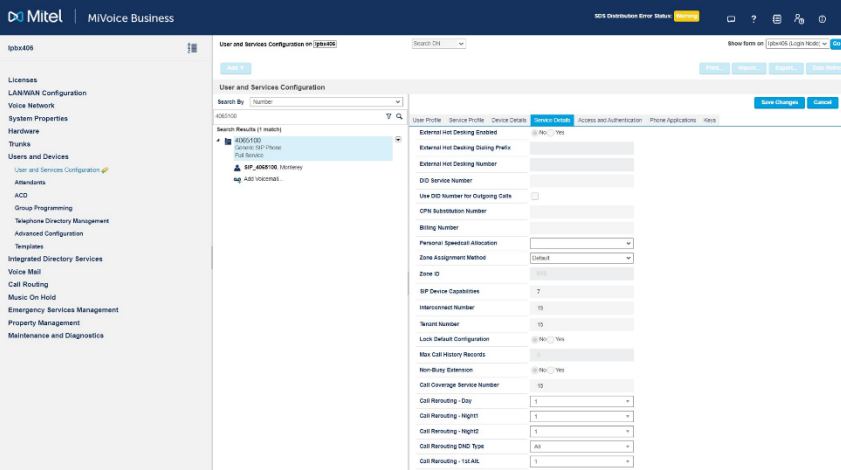 Mitel | MiVoice Business
SDS Distribution Error Status: Warning
Ipbx406
User and Services Configuration on Ipbx406
Search DN
Show form on Ipbx406 (Login Node) Go
Add
Print... Import... Export... Data Refresh
Licenses
LAN/WAN Configuration
Voice Network
System Properties
Hardware
Trunks
Users and Devices
User and Services Configuration
Attendants
ACD
Group Programming
Telephone Directory Management
Advanced Configuration
Templates
Integrated Directory Services
Voice Mail
Call Routing
Music On Hold
Emergency Services Management
Property Management
Maintenance and Diagnostics
User and Services Configuration
Search By Number
4065100
Search Results (1 match)
4065100
Generic SIP Phone
Full Service
SIP_4065100, Monterey
Add Voicemail...
Save Changes Cancel
User Profile Service Profile Device Details Service Details Access and Authentication Phone Applications Keys
External Hot Desking Enabled No Yes
External Hot Desking Dialing Prefix
External Hot Desking Number
DID Service Number
Use DID Number for Outgoing Calls
CPN Substitution Number
Billing Number
Personal Speedcall Allocation
Zone Assignment Method Default
Zone ID
SIP Device Capabilities 7
Interconnect Number 15
Tenant Number 15
Lock Default Configuration No Yes
Max Call History Records
Non-Busy Extension No Yes
Call Coverage Service Number 15
Call Rerouting - Day 1
Call Rerouting - Night1 1
Call Rerouting - Night2 1
Call Rerouting DND Type All
Call Rerouting - 1st Alt. 1